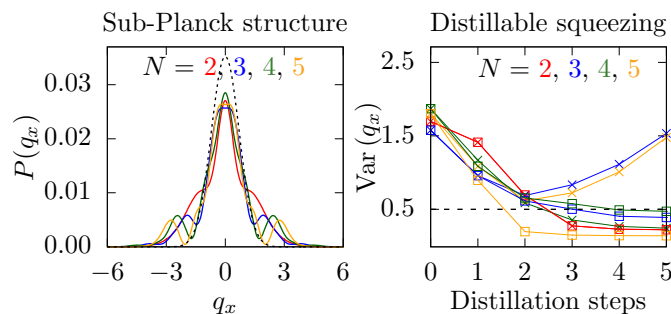 Sub-Planck structure
N = 2, 3, 4, 5
P(q_x)
0.03
0.02
0.01
0.00
−6 −3 0 3 6
q_x
Distillable squeezing
N = 2, 3, 4, 5
Var (q_x)
2.5
1.5
0.5
0 1 2 3 4 5
Distillation steps